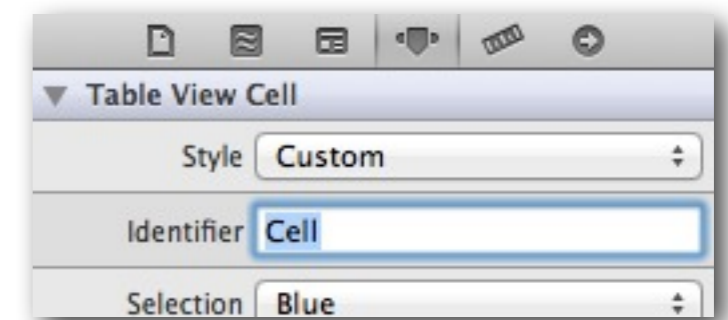 Table View Cell
Style Custom
Identifier Cell
Selection Blue